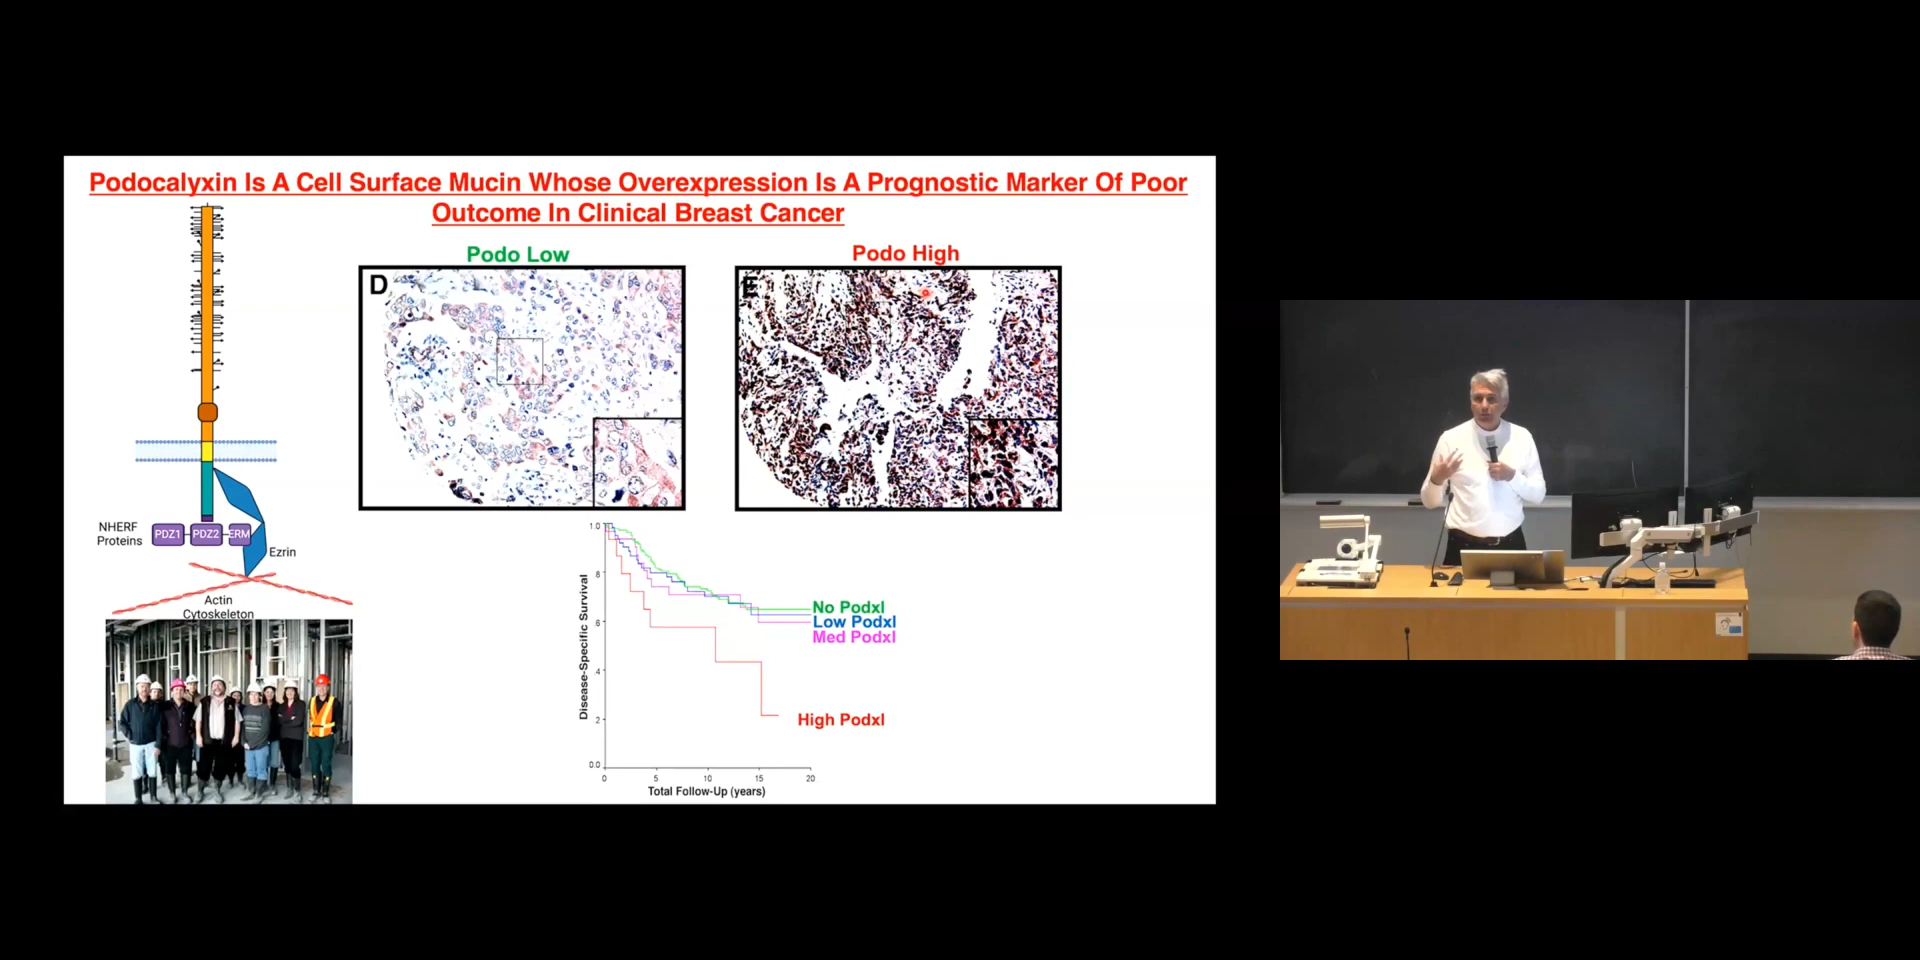 Podocalyxin Is A Cell Surface Mucin Whose Overexpression Is A Prognostic Marker Of Poor
Outcome In Clinical Breast Cancer
Podo Low
Podo High
D
E
NHERF
Proteins
PDZ1
PDZ2
ERM
Ezrin
Actin
Cytoskeleton
Disease-Specific Survival
1.0
.8
.6
.4
.2
0.0
0
5
10
15
20
Total Follow-Up (years)
No Podxl
Low Podxl
Med Podxl
High Podxl